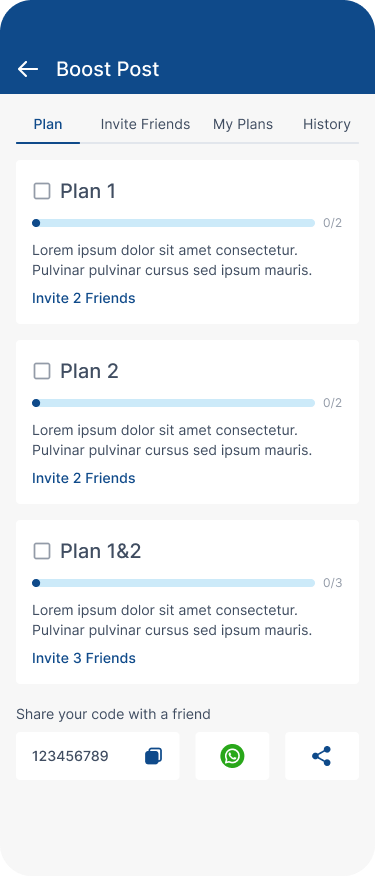 Boost Post
Plan Invite Friends My Plans History
Plan 1
0/2
Lorem ipsum dolor sit amet consectetur.
Pulvinar pulvinar cursus sed ipsum mauris.
Invite 2 Friends
Plan 2
0/2
Lorem ipsum dolor sit amet consectetur.
Pulvinar pulvinar cursus sed ipsum mauris.
Invite 2 Friends
Plan 1&2
0/3
Lorem ipsum dolor sit amet consectetur.
Pulvinar pulvinar cursus sed ipsum mauris.
Invite 3 Friends
Share your code with a friend
123456789